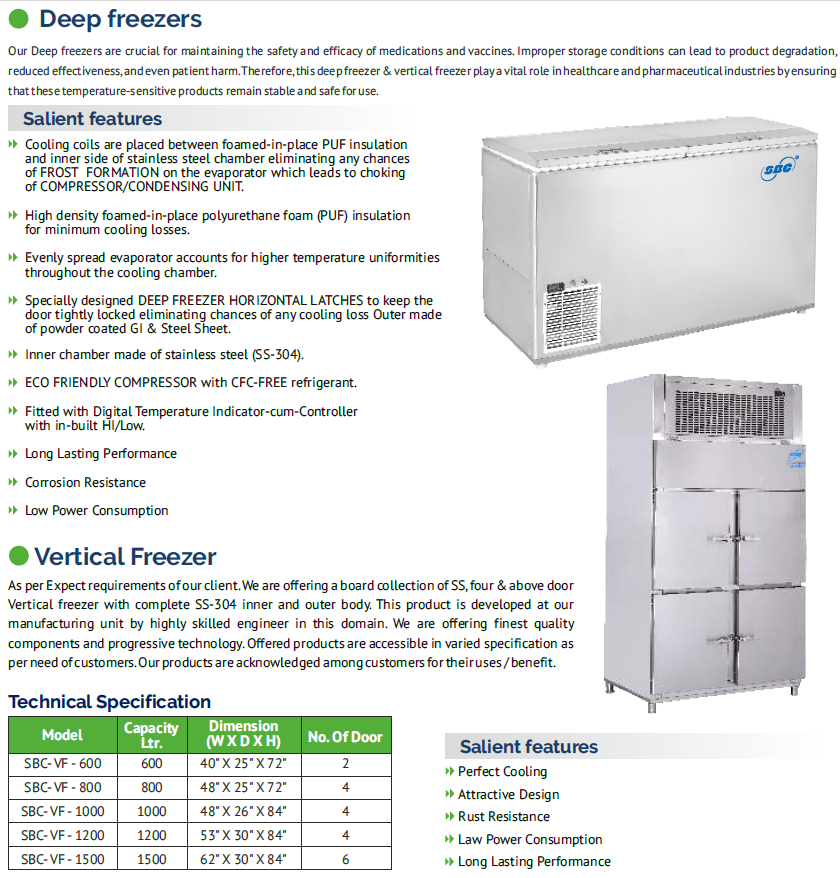 Deep freezers
Our Deep freezers are crucial for maintaining the safety and efficacy of medications and vaccines. Improper storage conditions can lead to product degradation,
reduced effectiveness, and even patient harm. Therefore, this deep freezer & vertical freezer play a vital role in healthcare and pharmaceutical industries by ensuring
that these temperature-sensitive products remain stable and safe for use.
Salient features
Cooling coils are placed between foamed-in-place PUF insulation
and inner side of stainless steel chamber eliminating any chances
of FROST FORMATION on the evaporator which leads to choking
of COMPRESSOR/CONDENSING UNIT.
High density foamed-in-place polyurethane foam (PUF) insulation
for minimum cooling losses.
Evenly spread evaporator accounts for higher temperature uniformities
throughout the cooling chamber.
Specially designed DEEP FREEZER HORIZONTAL LATCHES to keep the
door tightly locked eliminating chances of any cooling loss Outer made
of powder coated GI & Steel Sheet.
Inner chamber made of stainless steel (SS-304).
ECO FRIENDLY COMPRESSOR with CFC-FREE refrigerant.
Fitted with Digital Temperature Indicator-cum-Controller
with in-built HI/Low.
Long Lasting Performance
Corrosion Resistance
Low Power Consumption
SBC®
Vertical Freezer
As per Expect requirements of our client. We are offering a board collection of SS, four & above door
Vertical freezer with complete SS-304 inner and outer body. This product is developed at our
manufacturing unit by highly skilled engineer in this domain. We are offering finest quality
components and progressive technology. Offered products are accessible in varied specification as
per need of customers. Our products are acknowledged among customers for their uses / benefit.
SBC
Technical Specification
Model Capacity Ltr. Dimension (W X D X H) No. Of Door
SBC- VF - 600 600 40" X 25" X 72" 2
SBC- VF - 800 800 48" X 25" X 72" 4
SBC- VF - 1000 1000 48" X 26" X 84" 4
SBC- VF - 1200 1200 53" X 30" X 84" 4
SBC- VF - 1500 1500 62" X 30" X 84" 6
Salient features
Perfect Cooling
Attractive Design
Rust Resistance
Law Power Consumption
Long Lasting Performance